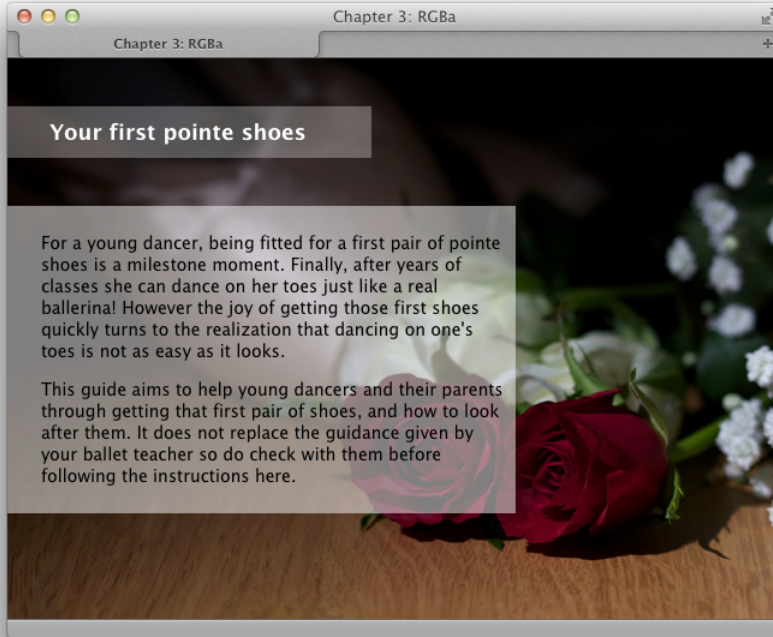 Chapter 3: RGBa
Chapter 3: RGBa
Your first pointe shoes
For a young dancer, being fitted for a first pair of pointe
shoes is a milestone moment. Finally, after years of
classes she can dance on her toes just like a real
ballerina! However the joy of getting those first shoes
quickly turns to the realization that dancing on one's
toes is not as easy as it looks.
This guide aims to help young dancers and their parents
through getting that first pair of shoes, and how to look
after them. It does not replace the guidance given by
your ballet teacher so do check with them before
following the instructions here.